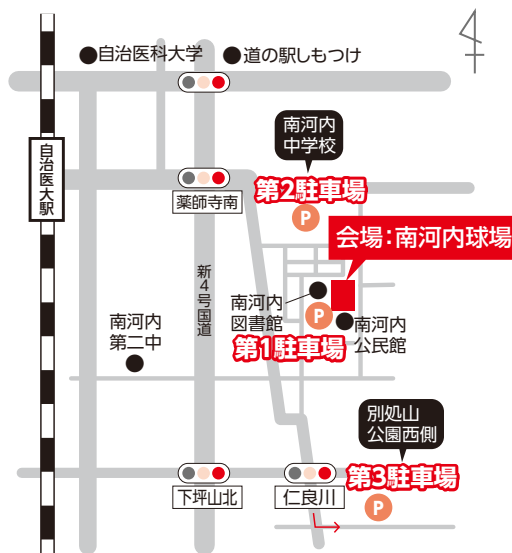 自治医科大学
道の駅しもつけ
自治医大駅
南河内
中学校
第2駐車場
P
薬師寺南
会場:南河内球場
新4号国道
南河内
図書館
P
第1駐車場
南河内
公民館
南河内
第二中
別処山
公園西側
第3駐車場
P
下坪山北
仁良川